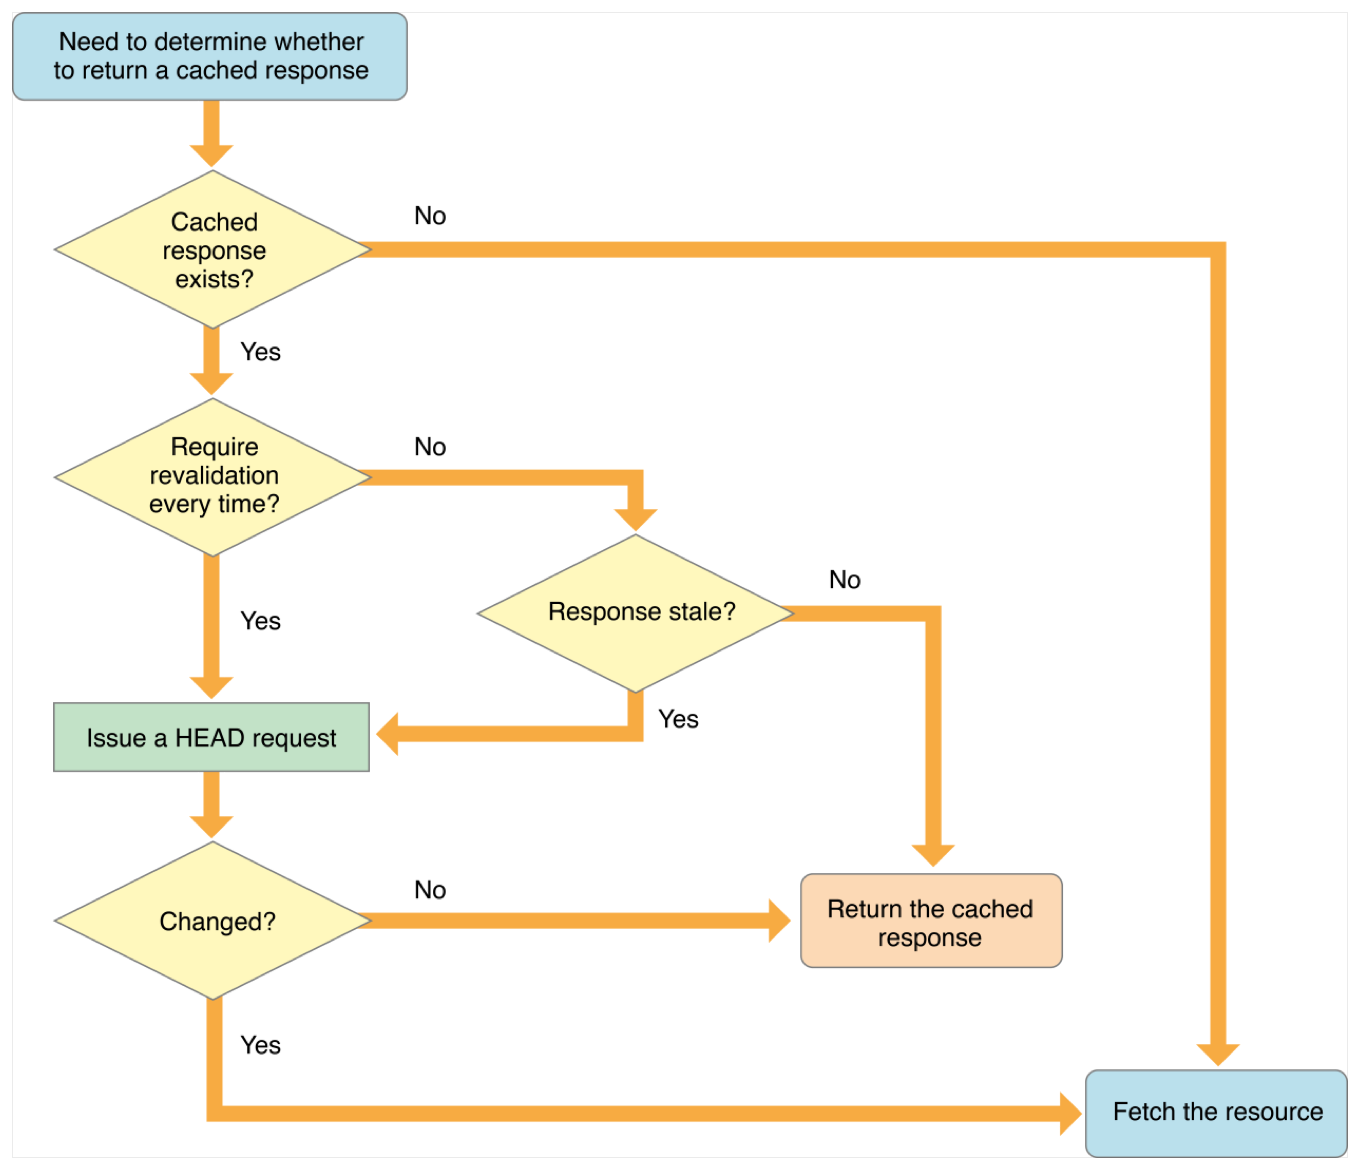 Need to determine whether
to return a cached response
Cached
response
exists?
No
Yes
Require
revalidation
every time?
No
Yes
Response stale?
No
Yes
Issue a HEAD request
Changed?
No
Yes
Return the cached
response
Fetch the resource